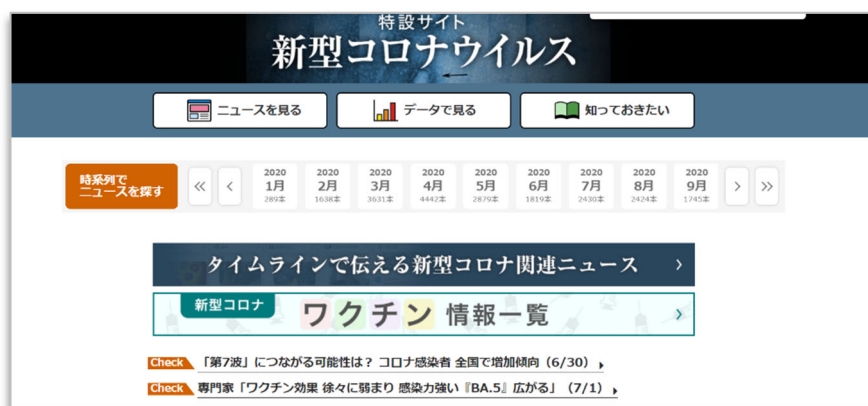 特設サイト
新型コロナウイルス
ニュースを見る
データで見る
知っておきたい
時系列で
ニュースを探す
« ‹
2020
1月
289本
2020
2月
1638本
2020
3月
3631本
2020
4月
4442本
2020
5月
2879本
2020
6月
1819本
2020
7月
2430本
2020
8月
2424本
2020
9月
1745本
› »
タイムラインで伝える新型コロナ関連ニュース ›
新型コロナ
ワクチン 情報一覧 ›
Check 「第7波」につながる可能性は? コロナ感染者 全国で増加傾向(6/30)
Check 専門家「ワクチン効果 徐々に弱まり 感染力強い『BA.5』広がる」(7/1)